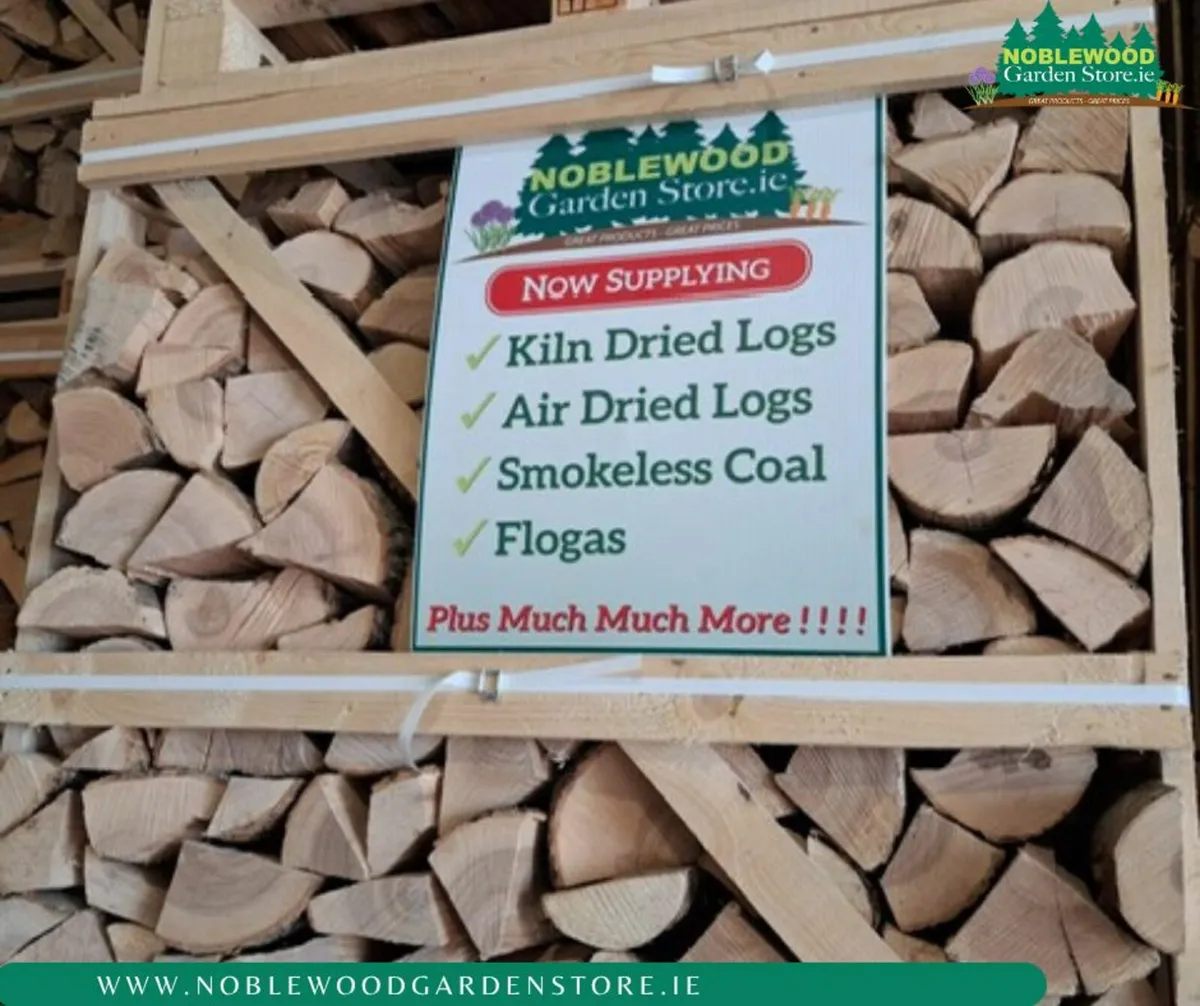 NOBLEWOOD
Garden Store.ie
GREAT PRODUCTS - GREAT PRICES
NOBLEWOOD
Garden Store.ie
GREAT PRODUCTS - GREAT PRICES
NOW SUPPLYING
✓ Kiln Dried Logs
✓ Air Dried Logs
✓ Smokeless Coal
✓ Flogas
Plus Much Much More ! ! ! !
WWW.NOBLEWOODGARDENSTORE.IE